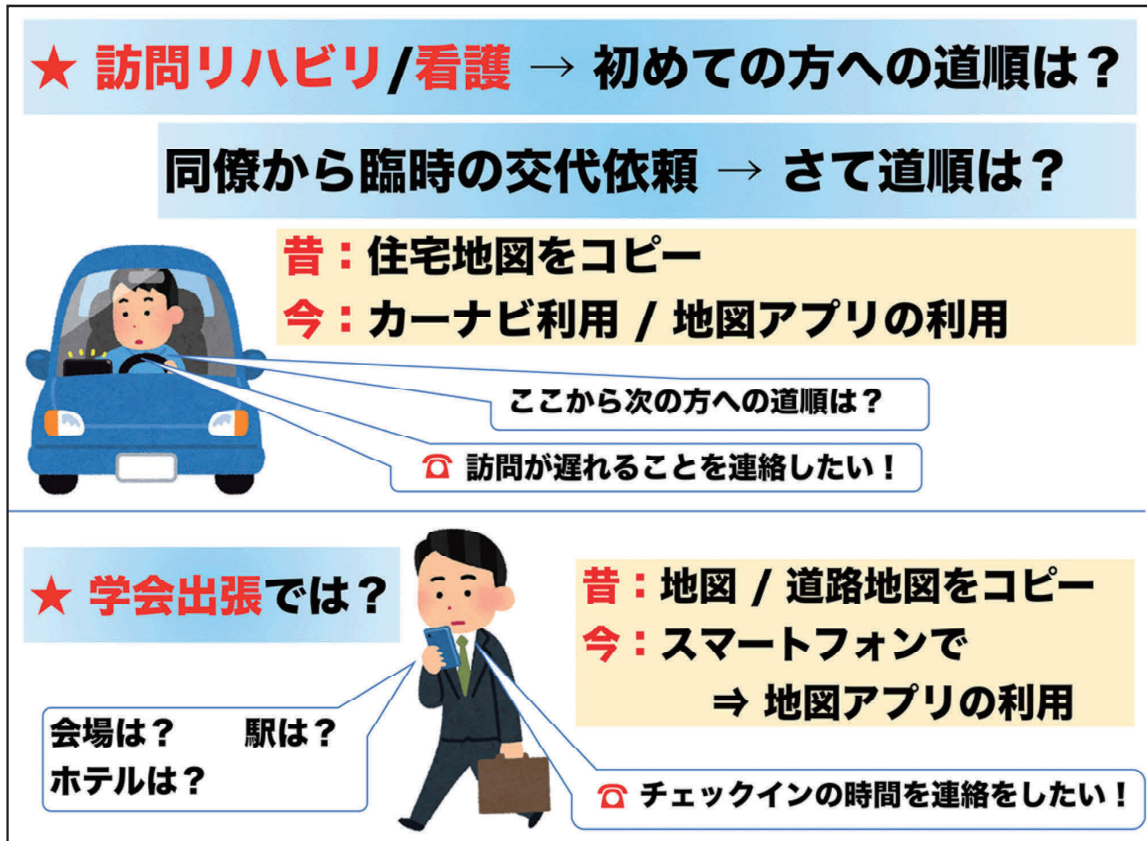 ★ 訪問リハビリ/看護 → 初めての方への道順は？
同僚から臨時の交代依頼 → さて道順は？
昔：住宅地図をコピー
今：カーナビ利用 / 地図アプリの利用
ここから次の方への道順は？
☎ 訪問が遅れることを連絡したい！
★ 学会出張では？
昔：地図 / 道路地図をコピー
今：スマートフォンで
⇒ 地図アプリの利用
会場は？ 駅は？
ホテルは？
☎ チェックインの時間を連絡をしたい！